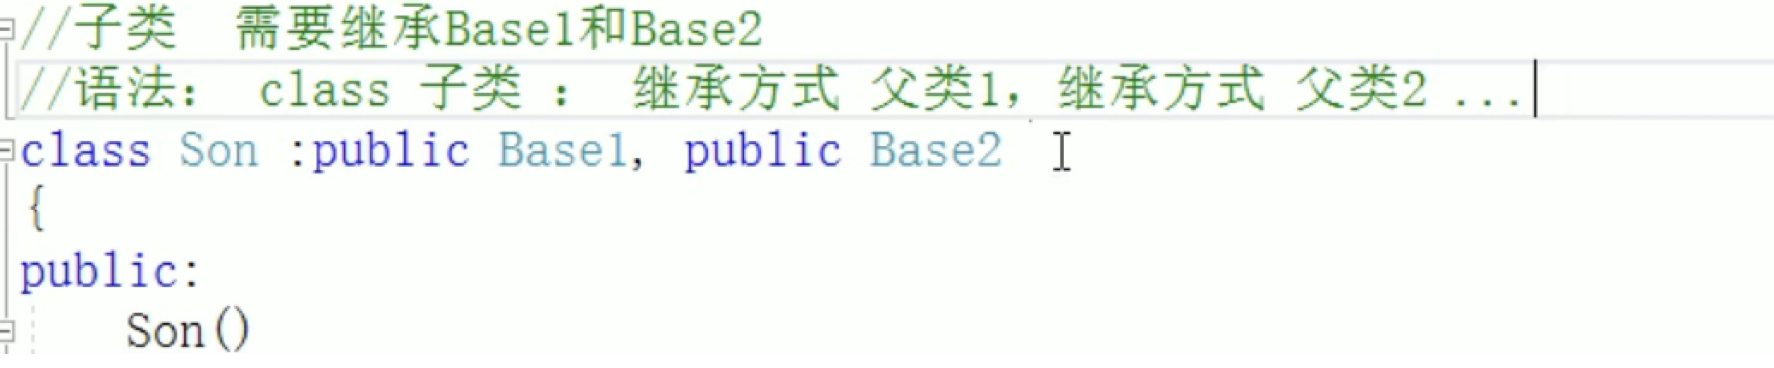 //子类  需要继承Base1和Base2
//语法： class 子类 ： 继承方式 父类1，继承方式 父类2 ...
class Son :public Base1, public Base2
{
public:
    Son()